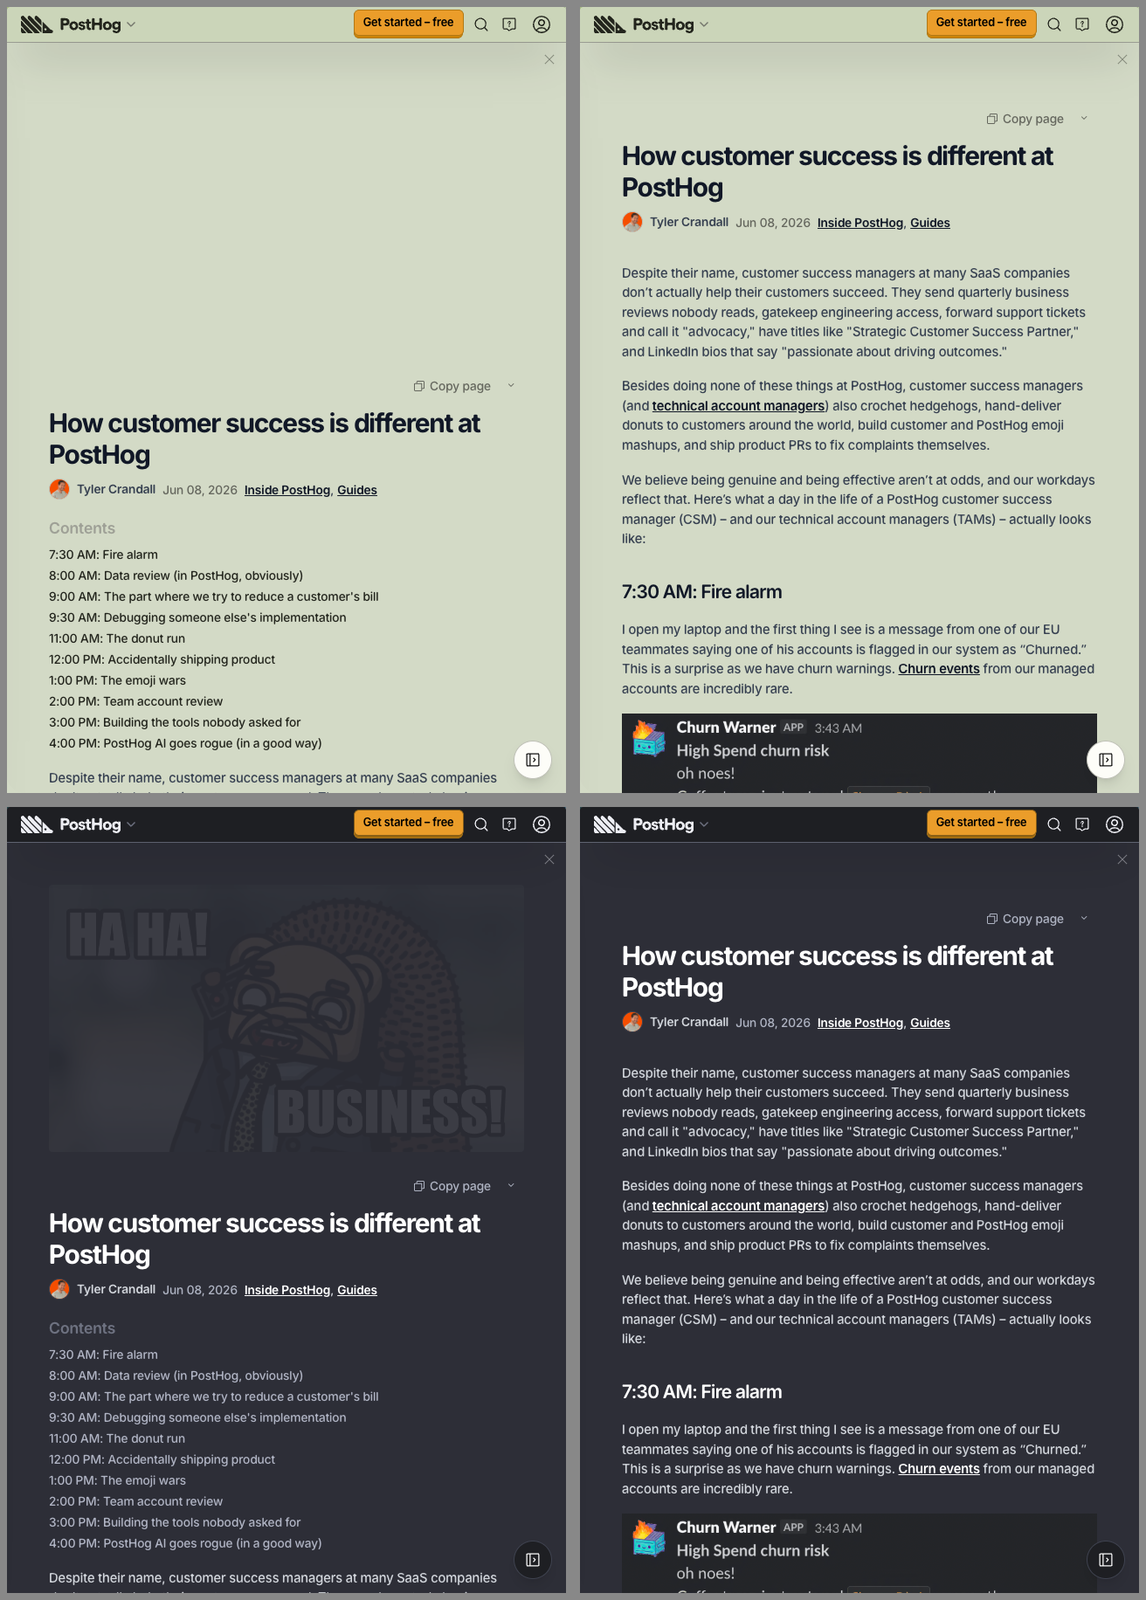 PostHog
Get started – free
Copy page
How customer success is different at
PostHog
Tyler Crandall Jun 08, 2026 Inside PostHog, Guides
Contents
7:30 AM: Fire alarm
8:00 AM: Data review (in PostHog, obviously)
9:00 AM: The part where we try to reduce a customer's bill
9:30 AM: Debugging someone else's implementation
11:00 AM: The donut run
12:00 PM: Accidentally shipping product
1:00 PM: The emoji wars
2:00 PM: Team account review
3:00 PM: Building the tools nobody asked for
4:00 PM: PostHog AI goes rogue (in a good way)
Despite their name, customer success managers at many SaaS companies
PostHog
Get started – free
Copy page
How customer success is different at
PostHog
Tyler Crandall Jun 08, 2026 Inside PostHog, Guides
Despite their name, customer success managers at many SaaS companies
don’t actually help their customers succeed. They send quarterly business
reviews nobody reads, gatekeep engineering access, forward support tickets
and call it "advocacy," have titles like "Strategic Customer Success Partner,"
and LinkedIn bios that say "passionate about driving outcomes."
Besides doing none of these things at PostHog, customer success managers
(and technical account managers) also crochet hedgehogs, hand-deliver
donuts to customers around the world, build customer and PostHog emoji
mashups, and ship product PRs to fix complaints themselves.
We believe being genuine and being effective aren’t at odds, and our workdays
reflect that. Here’s what a day in the life of a PostHog customer success
manager (CSM) – and our technical account managers (TAMs) – actually looks
like:
7:30 AM: Fire alarm
I open my laptop and the first thing I see is a message from one of our EU
teammates saying one of his accounts is flagged in our system as “Churned.”
This is a surprise as we have churn warnings. Churn events from our managed
accounts are incredibly rare.
Churn Warner APP 3:43 AM
High Spend churn risk
oh noes!
PostHog
Get started – free
HA HA!
BUSINESS!
Copy page
How customer success is different at
PostHog
Tyler Crandall Jun 08, 2026 Inside PostHog, Guides
Contents
7:30 AM: Fire alarm
8:00 AM: Data review (in PostHog, obviously)
9:00 AM: The part where we try to reduce a customer's bill
9:30 AM: Debugging someone else's implementation
11:00 AM: The donut run
12:00 PM: Accidentally shipping product
1:00 PM: The emoji wars
2:00 PM: Team account review
3:00 PM: Building the tools nobody asked for
4:00 PM: PostHog AI goes rogue (in a good way)
Despite their name, customer success managers at many SaaS companies
PostHog
Get started – free
Copy page
How customer success is different at
PostHog
Tyler Crandall Jun 08, 2026 Inside PostHog, Guides
Despite their name, customer success managers at many SaaS companies
don’t actually help their customers succeed. They send quarterly business
reviews nobody reads, gatekeep engineering access, forward support tickets
and call it "advocacy," have titles like "Strategic Customer Success Partner,"
and LinkedIn bios that say "passionate about driving outcomes."
Besides doing none of these things at PostHog, customer success managers
(and technical account managers) also crochet hedgehogs, hand-deliver
donuts to customers around the world, build customer and PostHog emoji
mashups, and ship product PRs to fix complaints themselves.
We believe being genuine and being effective aren’t at odds, and our workdays
reflect that. Here’s what a day in the life of a PostHog customer success
manager (CSM) – and our technical account managers (TAMs) – actually looks
like:
7:30 AM: Fire alarm
I open my laptop and the first thing I see is a message from one of our EU
teammates saying one of his accounts is flagged in our system as “Churned.”
This is a surprise as we have churn warnings. Churn events from our managed
accounts are incredibly rare.
Churn Warner APP 3:43 AM
High Spend churn risk
oh noes!